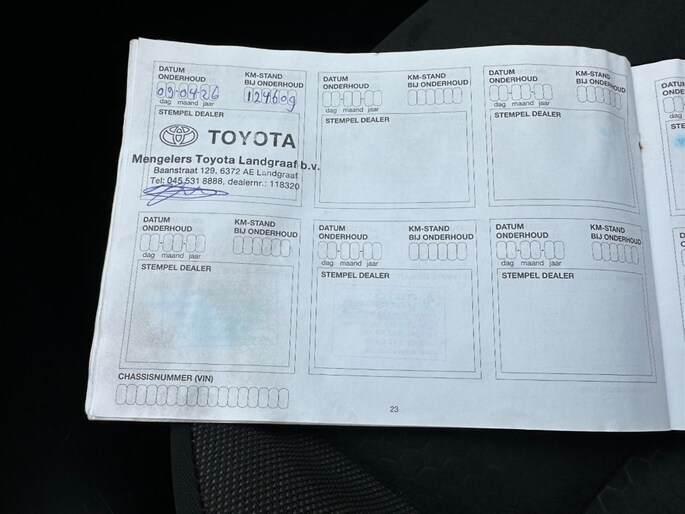 DATUM ONDERHOUD
KM-STAND BIJ ONDERHOUD
09-04-26
124609
dag maand jaar
STEMPEL DEALER
TOYOTA
Mengelers Toyota Landgraaf b.v.
Baanstraat 129, 6372 AE Landgraaf
Tel: 045 531 8888, dealernr.: 118320
DATUM ONDERHOUD
KM-STAND BIJ ONDERHOUD
dag maand jaar
STEMPEL DEALER
DATUM ONDERHOUD
KM-STAND BIJ ONDERHOUD
dag maand jaar
STEMPEL DEALER
DATUM ONDERHOUD
KM-STAND BIJ ONDERHOUD
dag maand jaar
STEMPEL DEALER
DATUM ONDERHOUD
KM-STAND BIJ ONDERHOUD
dag maand jaar
STEMPEL DEALER
DATUM ONDERHOUD
KM-STAND BIJ ONDERHOUD
dag maand jaar
STEMPEL DEALER
CHASSISNUMMER (VIN)
23